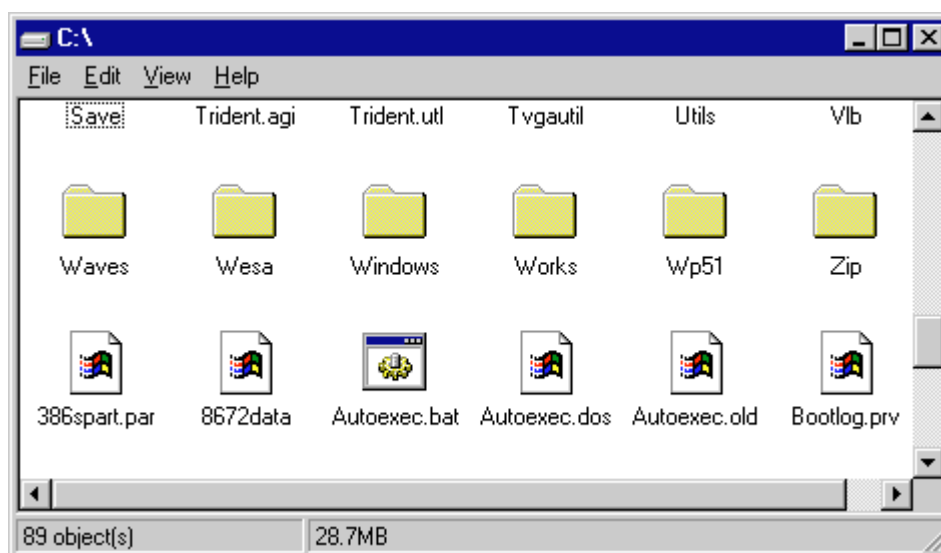 C:\
File Edit View Help
Save Trident.agi Trident.utl Tvgautil Utils Vlb
Waves Wesa Windows Works Wp51 Zip
386spart.par 8672data Autoexec.bat Autoexec.dos Autoexec.old Bootlog.prv
89 object(s) 28.7MB